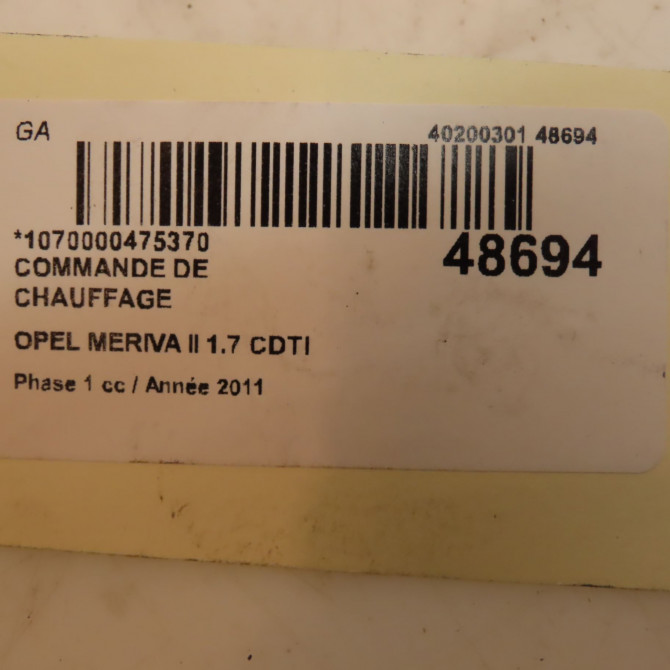 GA
40200301 48694
*1070000475370
48694
COMMANDE DE
CHAUFFAGE
OPEL MERIVA II 1.7 CDTI
Phase 1 cc / Année 2011